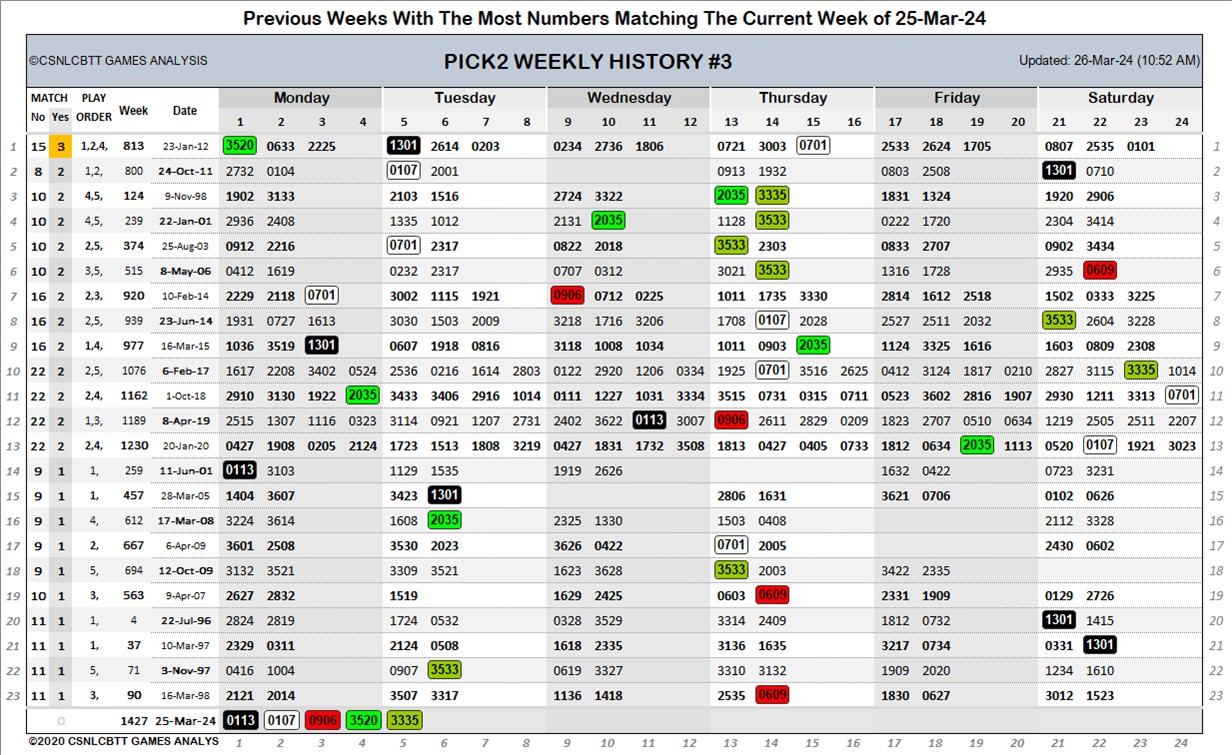 Previous Weeks With The Most Numbers Matching The Current Week of 25-Mar-24
©CSNLCBTT GAMES ANALYSIS PICK2 WEEKLY HISTORY #3 Updated: 26-Mar-24 (10:52 AM)
MATCH PLAY Week Date Monday Tuesday Wednesday Thursday Friday Saturday
No Yes ORDER 1 2 3 4 5 6 7 8 9 10 11 12 13 14 15 16 17 18 19 20 21 22 23 24
1 15 3 1,2,4, 813 23-Jan-12 3520 0633 2225 1301 2614 0203 0234 2736 1806 0721 3003 0701 2533 2624 1705 0807 2535 0101 1
2 8 2 1,2, 800 24-Oct-11 2732 0104 0107 2001 0913 1932 0803 2508 1301 0710 2
3 10 2 4,5, 124 9-Nov-98 1902 3133 2103 1516 2724 3322 2035 3335 1831 1324 1920 2906 3
4 10 2 4,5, 239 22-Jan-01 2936 2408 1335 1012 2131 2035 1128 3533 0222 1720 2304 3414 4
5 10 2 2,5, 374 25-Aug-03 0912 2216 0701 2317 0822 2018 3533 2303 0833 2707 0902 3434 5
6 10 2 3,5, 515 8-May-06 0412 1619 0232 2317 0707 0312 3021 3533 1316 1728 2935 0609 6
7 16 2 2,3, 920 10-Feb-14 2229 2118 0701 3002 1115 1921 0906 0712 0225 1011 1735 3330 2814 1612 2518 1502 0333 3225 7
8 16 2 2,5, 939 23-Jun-14 1931 0727 1613 3030 1503 2009 3218 1716 3206 1708 0107 2028 2527 2511 2032 3533 2604 3228 8
9 16 2 1,4, 977 16-Mar-15 1036 3519 1301 0607 1918 0816 3118 1008 1034 1011 0903 2035 1124 3325 1616 1603 0809 2308 9
10 22 2 2,5, 1076 6-Feb-17 1617 2208 3402 0524 2536 0216 1614 2803 0122 2920 1206 0334 1925 0701 3516 1625 0412 3124 1817 0210 2827 3115 3335 1014 10
11 22 2 2,4, 1162 1-Oct-18 2910 3130 1922 2035 3433 3406 2916 1014 0111 1227 1031 3334 3515 0731 0315 0711 0523 3602 2816 1907 2930 1211 3313 0701 11
12 22 2 1,3, 1189 8-Apr-19 2515 1307 1116 0323 3114 0921 1207 2731 2402 3622 0113 3007 0906 2611 2829 0209 1823 2707 0510 0634 1219 2505 2511 2207 12
13 22 2 2,4, 1230 20-Jan-20 0427 1908 0205 2124 1723 1513 1808 3219 0427 1831 1732 3508 1813 0427 0405 0733 1812 0634 2035 1113 0520 0107 1921 3023 13
14 9 1 1, 259 11-Jun-01 0113 3103 1129 1535 1919 2626 1632 0422 0723 3231 14
15 9 1 1, 457 28-Mar-05 1404 3607 3423 1301 2806 1631 3621 0706 0102 0626 15
16 9 1 4, 612 17-Mar-08 3224 3614 1608 2035 2325 1330 1503 0408 2112 3328 16
17 9 1 2, 667 6-Apr-09 3601 2508 3530 2023 3626 0422 0701 2005 2430 0602 17
18 9 1 5, 694 12-Oct-09 3132 3521 3309 3521 1623 3628 3533 2003 3422 2335 18
19 10 1 3, 563 9-Apr-07 2627 2832 1519 1629 2425 0603 0609 2331 1909 0129 2726 19
20 11 1 1, 4 22-Jul-96 2824 2819 1724 0532 0328 3529 3314 2409 1812 0732 1301 1415 20
21 11 1 1, 37 10-Mar-97 2329 0311 2124 0508 1618 2335 3136 1635 3217 0734 0331 1301 21
22 11 1 5, 71 3-Nov-97 0416 1004 0907 3533 0619 3327 3310 3132 1909 2020 1234 1610 22
23 11 1 3, 90 16-Mar-98 2121 2014 3507 3317 1136 1418 2535 0609 1830 0627 3012 1523 23
0 1427 25-Mar-24 0113 0107 0906 3520 3335
©2020 CSNLCBTT GAMES ANALYS 1 2 3 4 5 6 7 8 9 10 11 12 13 14 15 16 17 18 19 20 21 22 23 24